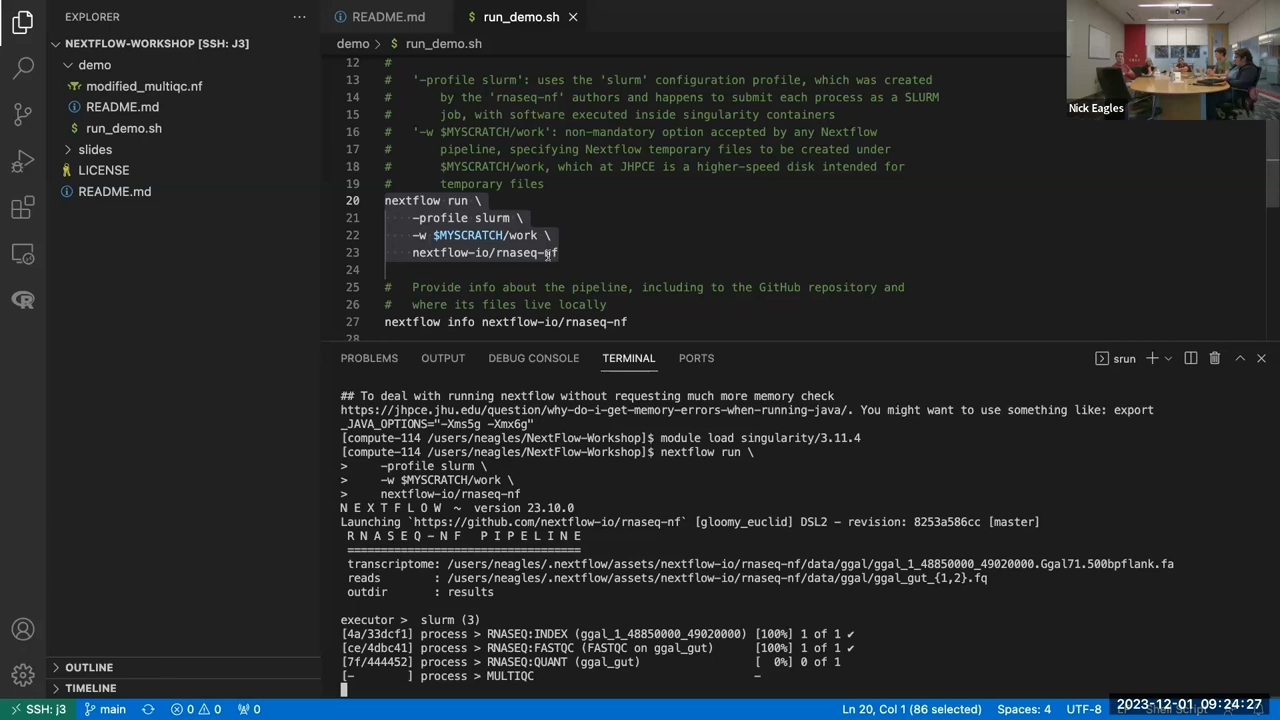 EXPLORER
NEXTFLOW-WORKSHOP [SSH: J3]
demo
modified_multiqc.nf
README.md
run_demo.sh
slides
LICENSE
README.md
OUTLINE
TIMELINE
README.md
run_demo.sh
demo > run_demo.sh
12 #
13 # '-profile slurm': uses the 'slurm' configuration profile, which was created
14 # by the 'rnaseq-nf' authors and happens to submit each process as a SLURM
15 # job, with software executed inside singularity containers
16 # '-w $MYSCRATCH/work': non-mandatory option accepted by any Nextflow
17 # pipeline, specifying Nextflow temporary files to be created under
18 # $MYSCRATCH/work, which at JHPCE is a higher-speed disk intended for
19 # temporary files
20 nextflow run \
21 -profile slurm \
22 -w $MYSCRATCH/work \
23 nextflow-io/rnaseq-nf
24
25 # Provide info about the pipeline, including to the GitHub repository and
26 # where its files live locally
27 nextflow info nextflow-io/rnaseq-nf
28
Nick Eagles
PROBLEMS OUTPUT DEBUG CONSOLE TERMINAL PORTS
srun
## To deal with running nextflow without requesting much more memory check
https://jhpce.jhu.edu/question/why-do-i-get-memory-errors-when-running-java/. You might want to use something like: export
_JAVA_OPTIONS="-Xms5g -Xmx6g"
[compute-114 /users/neagles/NextFlow-Workshop]$ module load singularity/3.11.4
[compute-114 /users/neagles/NextFlow-Workshop]$ nextflow run \
> -profile slurm \
> -w $MYSCRATCH/work \
> nextflow-io/rnaseq-nf
N E X T F L O W ~ version 23.10.0
Launching `https://github.com/nextflow-io/rnaseq-nf` [gloomy_euclid] DSL2 - revision: 8253a586cc [master]
R N A S E Q - N F P I P E L I N E
===================================
transcriptome: /users/neagles/.nextflow/assets/nextflow-io/rnaseq-nf/data/ggal/ggal_1_48850000_49020000.Ggal71.500bpflank.fa
reads : /users/neagles/.nextflow/assets/nextflow-io/rnaseq-nf/data/ggal/ggal_gut_{1,2}.fq
outdir : results
executor > slurm (3)
[4a/33dcf1] process > RNASEQ:INDEX (ggal_1_48850000_49020000) [100%] 1 of 1 ✔
[ce/4dbc41] process > RNASEQ:FASTQC (FASTQC on ggal_gut) [100%] 1 of 1 ✔
[7f/444452] process > RNASEQ:QUANT (ggal_gut) [ 0%] 0 of 1
[- ] process > MULTIQC -
SSH: j3 main 0 0 0 Ln 20, Col 1 (86 selected) Spaces: 4 UTF-8
2023-12-01 09:24:27